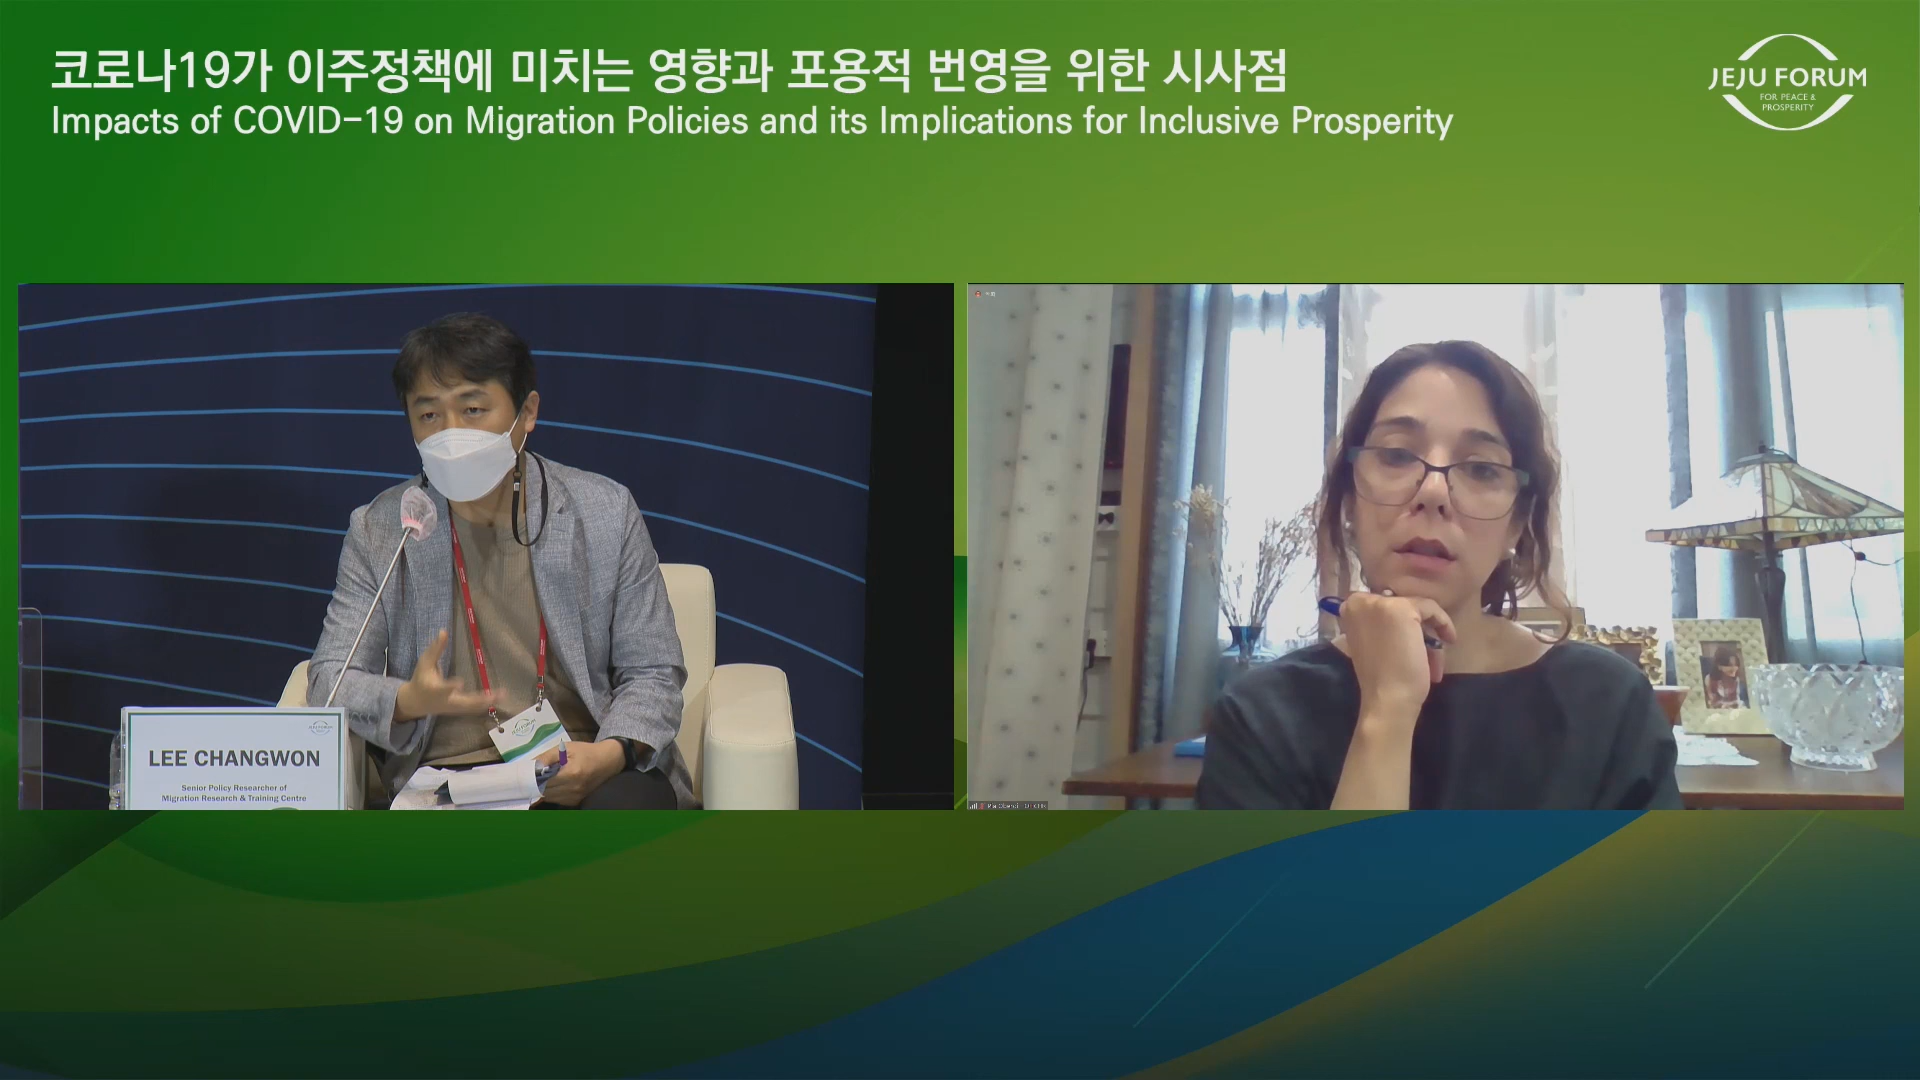 코로나19가 이주정책에 미치는 영향과 포용적 번영을 위한 시사점
Impacts of COVID-19 on Migration Policies and its Implications for Inclusive Prosperity
JEJU FORUM
FOR PEACE &
PROSPERITY
JEJU FORUM
LEE CHANGWON
Senior Policy Researcher of
Migration Research & Training Centre